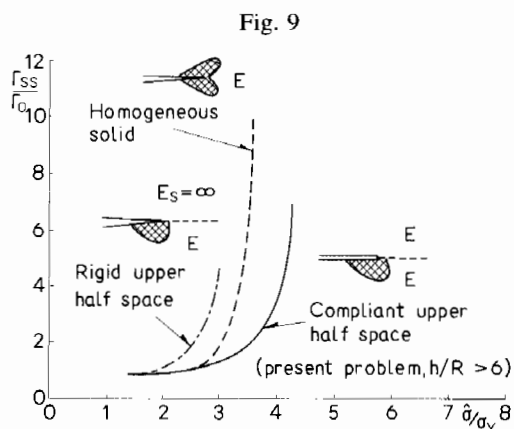 Fig. 9
12
10
8
6
4
2
0
Γss
Γo
E
Homogeneous
solid
Es = ∞
E
Rigid upper
half space
E
E
Compliant upper
half space
(present problem, h/R >6)
0 1 2 3 4 5 6 7 8
σ̂/σY